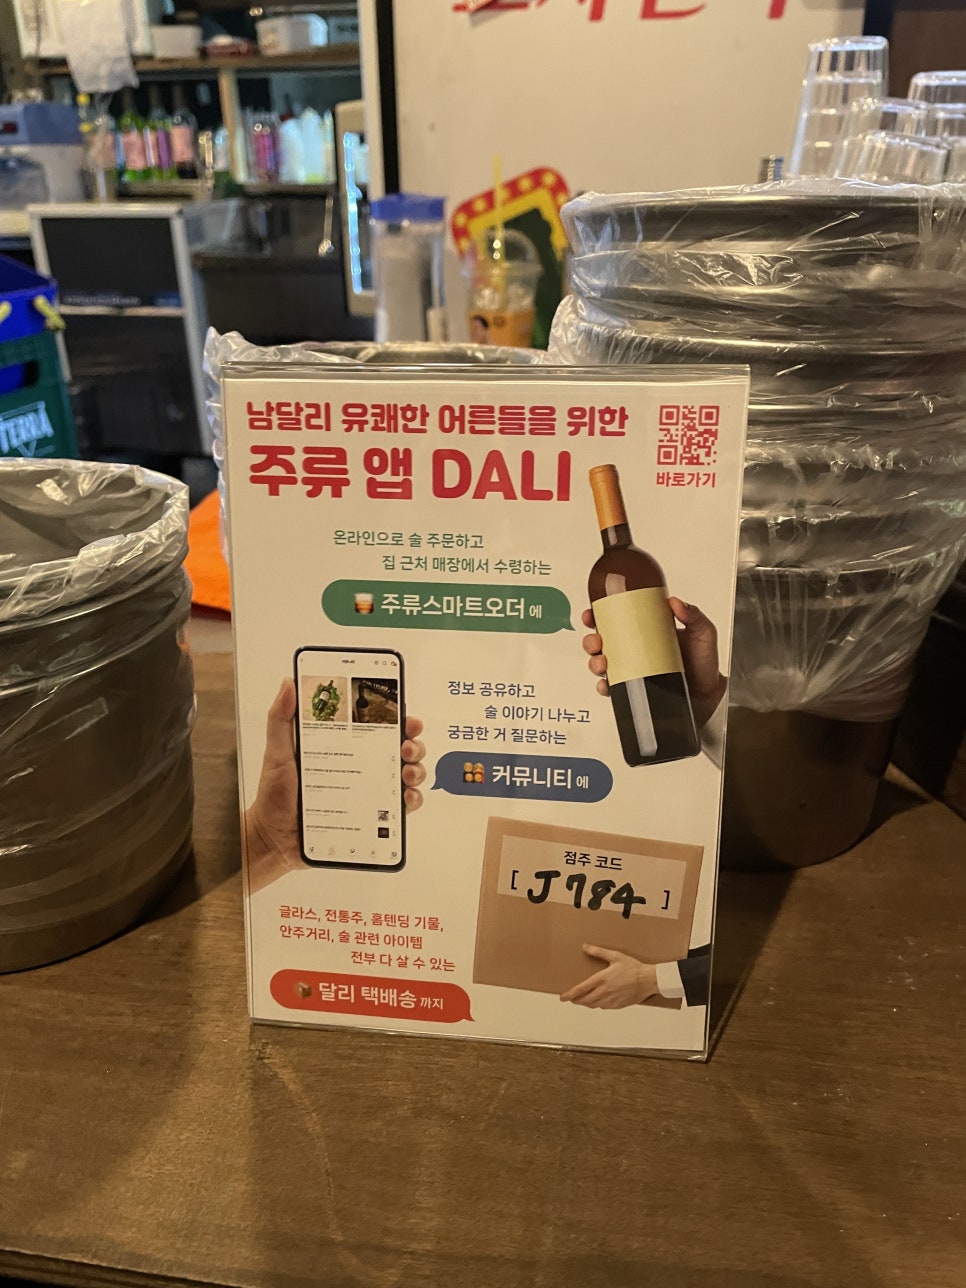 남달리 유쾌한 어른들을 위한
주류 앱 DALI
바로가기
온라인으로 술 주문하고
집 근처 매장에서 수령하는
주류스마트오더에
정보 공유하고
술 이야기 나누고
궁금한 거 질문하는
커뮤니티에
점주 코드
[ J784 ]
글라스, 전통주, 홈텐딩 기물,
안주거리, 술 관련 아이템
전부 다 살 수 있는
달리 택배송까지
TERRA